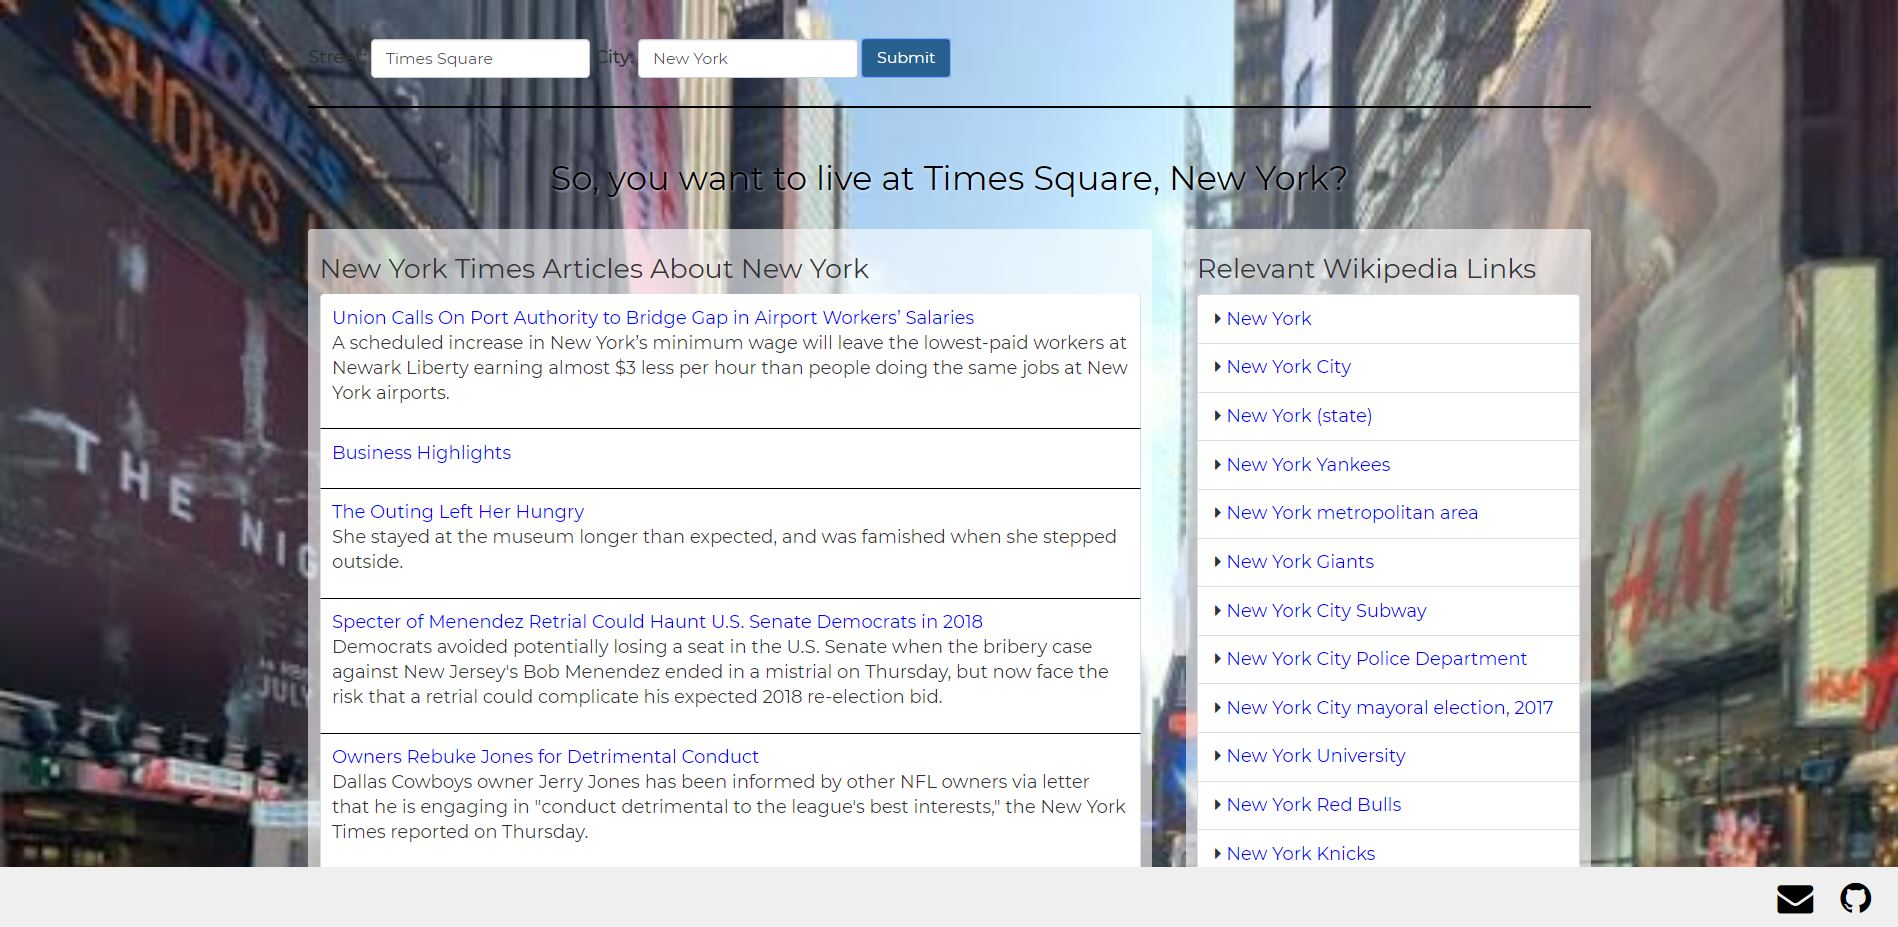 Street: Times Square City: New York Submit
So, you want to live at Times Square, New York?
New York Times Articles About New York
Union Calls On Port Authority to Bridge Gap in Airport Workers’ Salaries
A scheduled increase in New York’s minimum wage will leave the lowest-paid workers at
Newark Liberty earning almost $3 less per hour than people doing the same jobs at New
York airports.
Business Highlights
The Outing Left Her Hungry
She stayed at the museum longer than expected, and was famished when she stepped
outside.
Specter of Menendez Retrial Could Haunt U.S. Senate Democrats in 2018
Democrats avoided potentially losing a seat in the U.S. Senate when the bribery case
against New Jersey's Bob Menendez ended in a mistrial on Thursday, but now face the
risk that a retrial could complicate his expected 2018 re-election bid.
Owners Rebuke Jones for Detrimental Conduct
Dallas Cowboys owner Jerry Jones has been informed by other NFL owners via letter
that he is engaging in "conduct detrimental to the league's best interests," the New York
Times reported on Thursday.
Relevant Wikipedia Links
New York
New York City
New York (state)
New York Yankees
New York metropolitan area
New York Giants
New York City Subway
New York City Police Department
New York City mayoral election, 2017
New York University
New York Red Bulls
New York Knicks
JONES
SHOWS
THE NIG
JULY
H&M